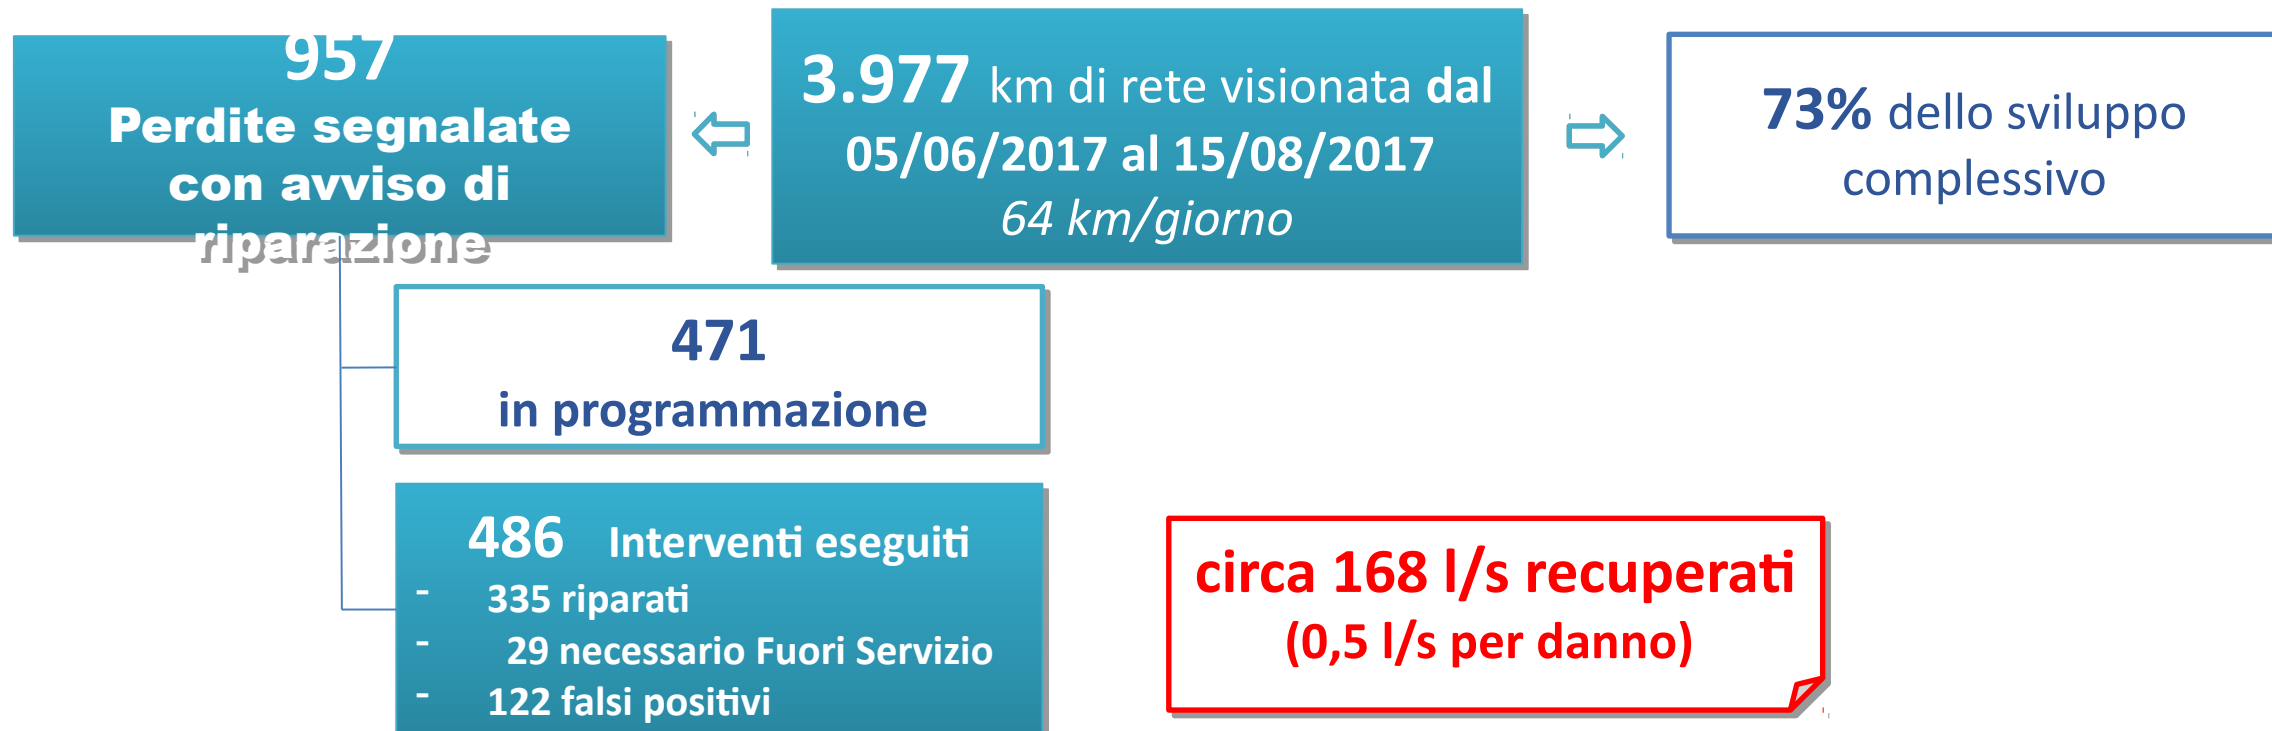 957
Perdite segnalate
con avviso di
riparazione
3.977 km di rete visionata dal
05/06/2017 al 15/08/2017
64 km/giorno
73% dello sviluppo
complessivo
471
in programmazione
486 Interventi eseguiti
- 335 riparati
- 29 necessario Fuori Servizio
- 122 falsi positivi
circa 168 l/s recuperati
(0,5 l/s per danno)